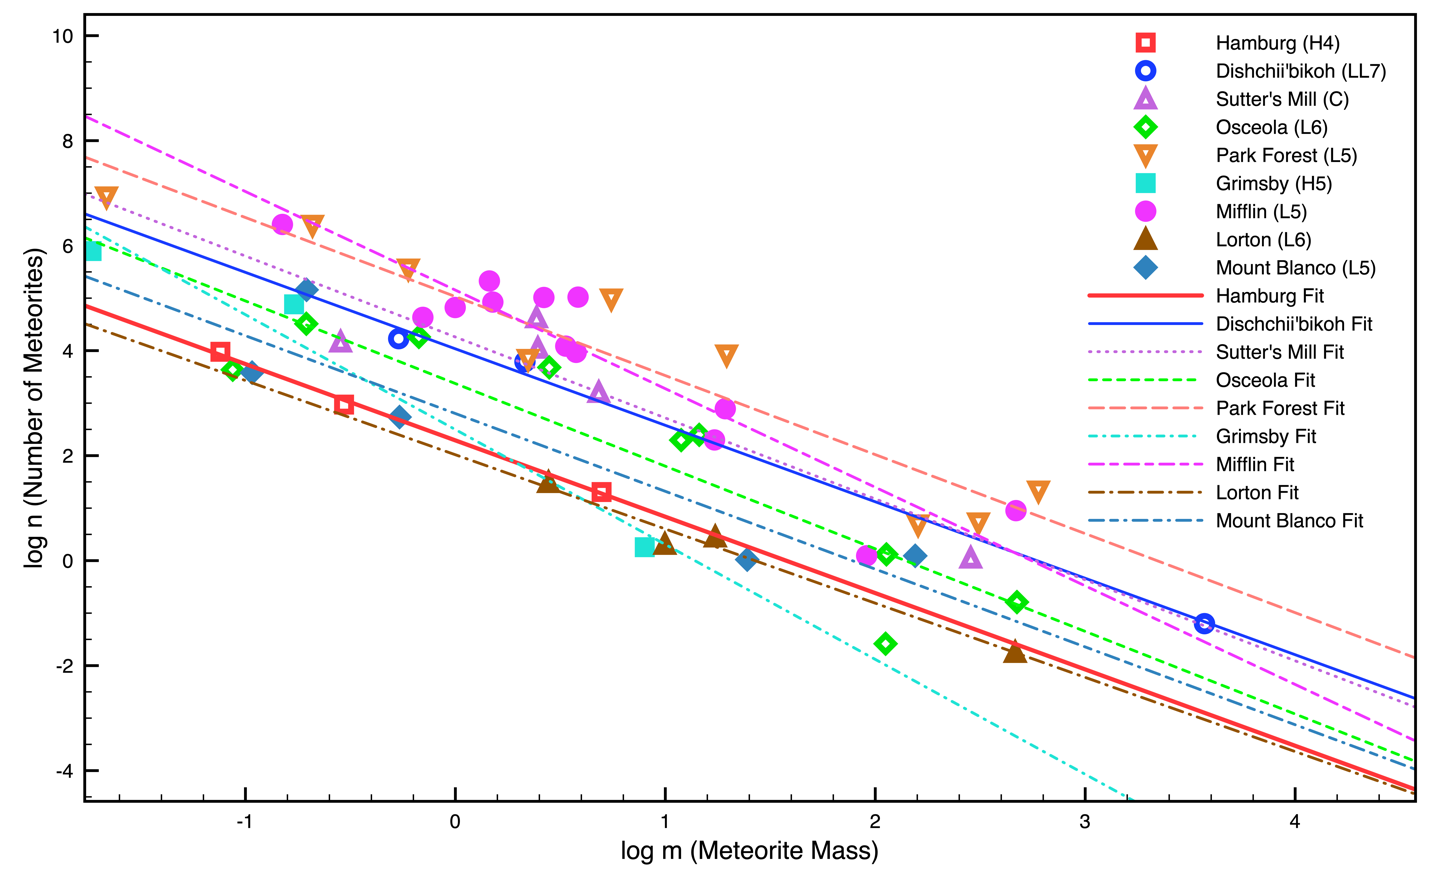 10
8
6
4
2
0
-2
-4
log n (Number of Meteorites)
Hamburg (H4)
Dishchii'bikoh (LL7)
Sutter's Mill (C)
Osceola (L6)
Park Forest (L5)
Grimsby (H5)
Mifflin (L5)
Lorton (L6)
Mount Blanco (L5)
Hamburg Fit
Dischchii'bikoh Fit
Sutter's Mill Fit
Osceola Fit
Park Forest Fit
Grimsby Fit
Mifflin Fit
Lorton Fit
Mount Blanco Fit
-1 0 1 2 3 4
log m (Meteorite Mass)